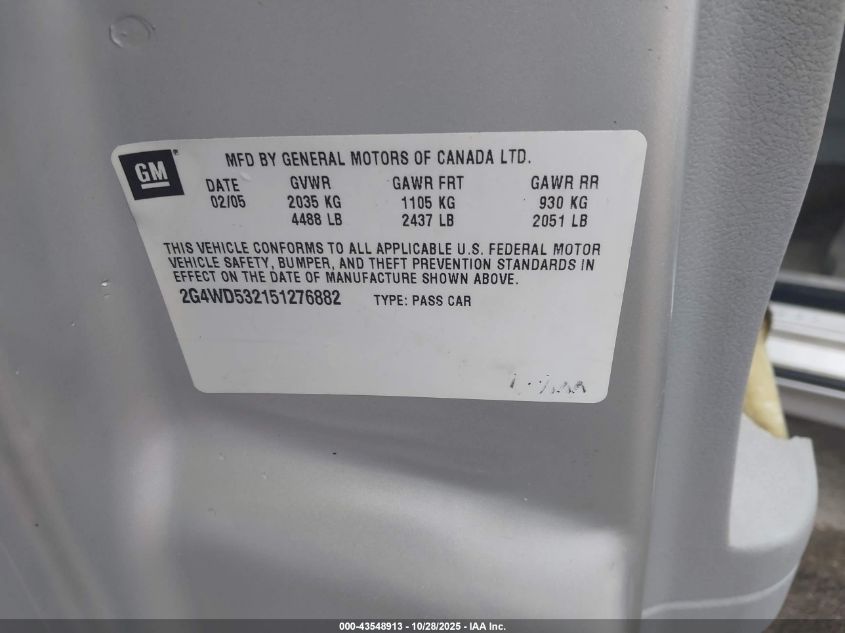 GM
MFD BY GENERAL MOTORS OF CANADA LTD.
DATE GVWR GAWR FRT GAWR RR
02/05 2035 KG 1105 KG 930 KG
4488 LB 2437 LB 2051 LB
THIS VEHICLE CONFORMS TO ALL APPLICABLE U.S. FEDERAL MOTOR
VEHICLE SAFETY, BUMPER, AND THEFT PREVENTION STANDARDS IN
EFFECT ON THE DATE OF MANUFACTURE SHOWN ABOVE.
2G4WD532151276882 TYPE: PASS CAR
000-43548913 - 10/28/2025 - IAA Inc.